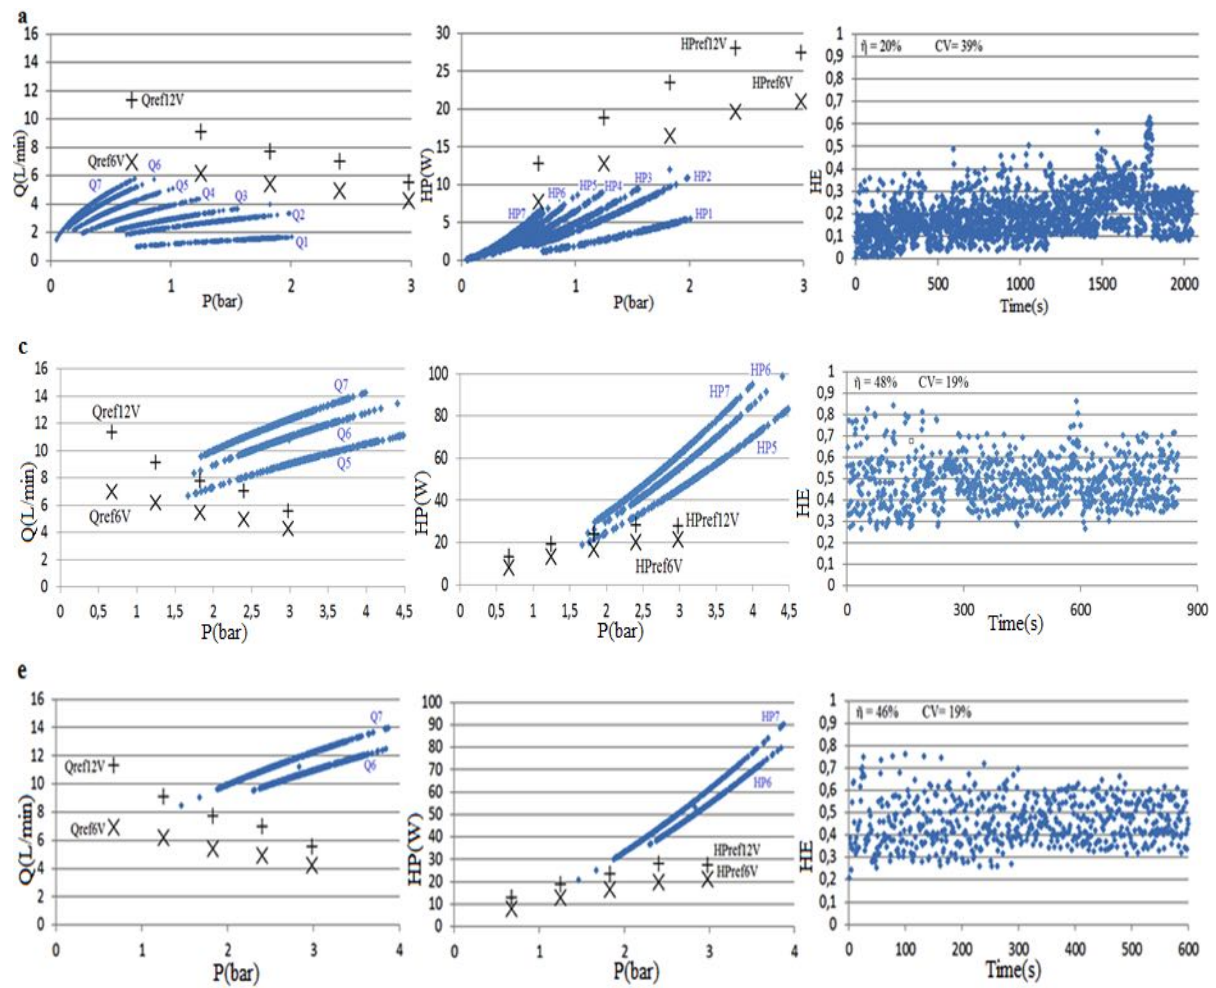 a
16
14
12
10
8
6
4
2
0
Q(L/min)
Qref12V
Qref6V
Q7
Q6
Q5
Q4
Q3
Q2
Q1
0 1 2 3
P(bar)
30
25
20
15
10
5
0
HP(W)
HPref12V
HPref6V
HP7
HP6
HP5
HP4
HP3
HP2
HP1
0 1 2 3
P(bar)
1
0,9
0,8
0,7
0,6
0,5
0,4
0,3
0,2
0,1
0
HE
η̄ = 20% CV= 39%
0 500 1000 1500 2000
Time(s)
c
16
14
12
10
8
6
4
2
0
Q(L/min)
Qref12V
Qref6V
Q7
Q6
Q5
0 0,5 1 1,5 2 2,5 3 3,5 4 4,5
P(bar)
100
80
60
40
20
0
HP(W)
HP6
HP7
HP5
HPref12V
HPref6V
0 0,5 1 1,5 2 2,5 3 3,5 4 4,5
P(bar)
1
0,9
0,8
0,7
0,6
0,5
0,4
0,3
0,2
0,1
0
HE
η̄ = 48% CV= 19%
0 300 600 900
Time(s)
e
16
14
12
10
8
6
4
2
0
Q(L/min)
Qref12V
Qref6V
Q7
Q6
0 1 2 3 4
P(bar)
100
90
80
70
60
50
40
30
20
10
0
HP(W)
HP7
HP6
HPref12V
HPref6V
0 1 2 3 4
P(bar)
1
0,9
0,8
0,7
0,6
0,5
0,4
0,3
0,2
0,1
0
HE
η̄ = 46% CV= 19%
0 100 200 300 400 500 600
Time(s)